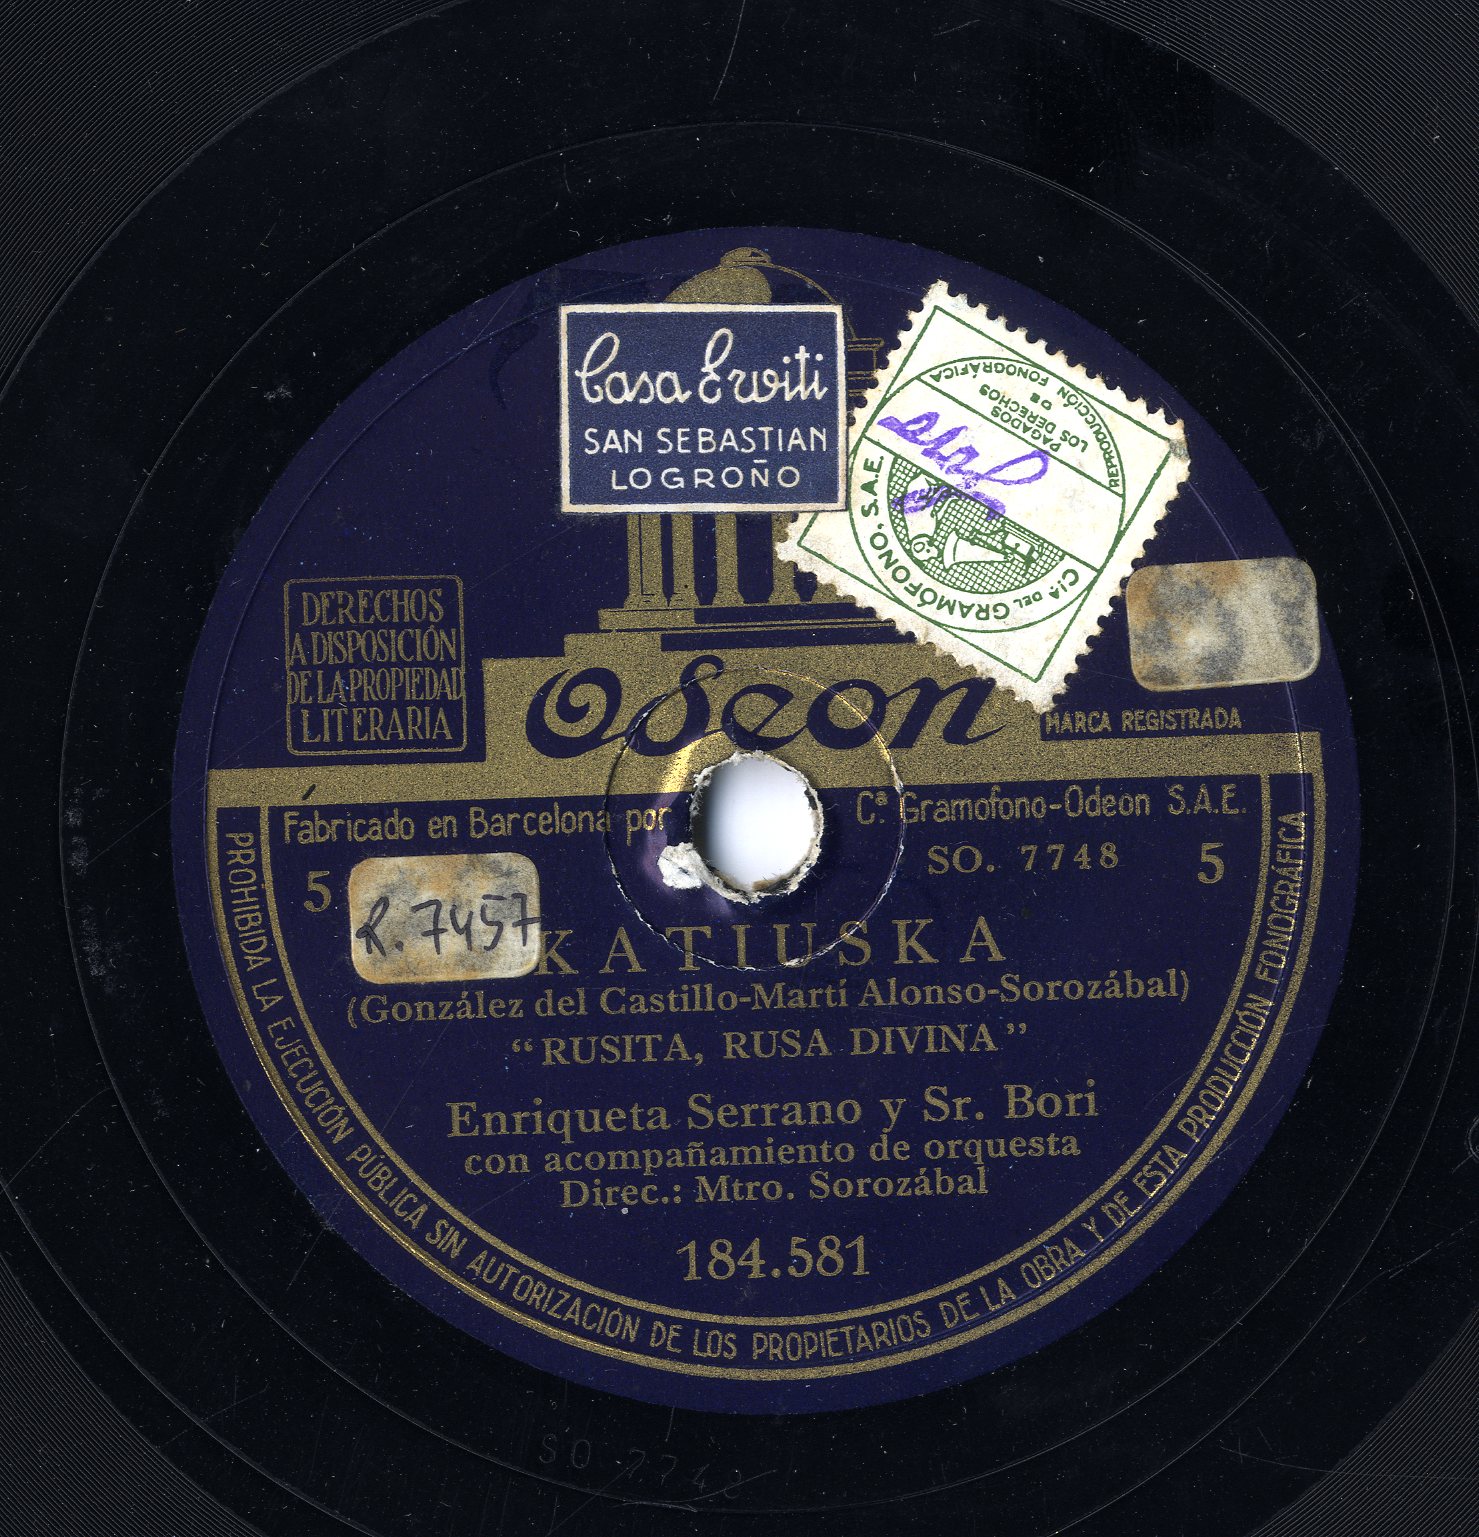 Casa Erviti
SAN SEBASTIAN
LOGROÑO
REPRODUCCIÓN FONOGRÁFICA
DE
LOS DERECHOS
PAGADOS
Cía DEL GRAMÓFONO, S.A.E.
DERECHOS
A DISPOSICIÓN
DE LA PROPIEDAD
LITERARIA
Odeon
MARCA REGISTRADA
Fabricado en Barcelona por Cª. Gramofono-Odeon S.A.E.
SO. 7748
5 5
R. 7457
KATIUSKA
(González del Castillo-Martí Alonso-Sorozábal)
“RUSITA, RUSA DIVINA”
Enriqueta Serrano y Sr. Bori
con acompañamiento de orquesta
Direc.: Mtro. Sorozábal
184.581
PROHIBIDA LA EJECUCIÓN PÚBLICA SIN AUTORIZACIÓN DE LOS PROPIETARIOS DE LA OBRA Y DE ESTA PRODUCCIÓN FONOGRÁFICA
SO 774